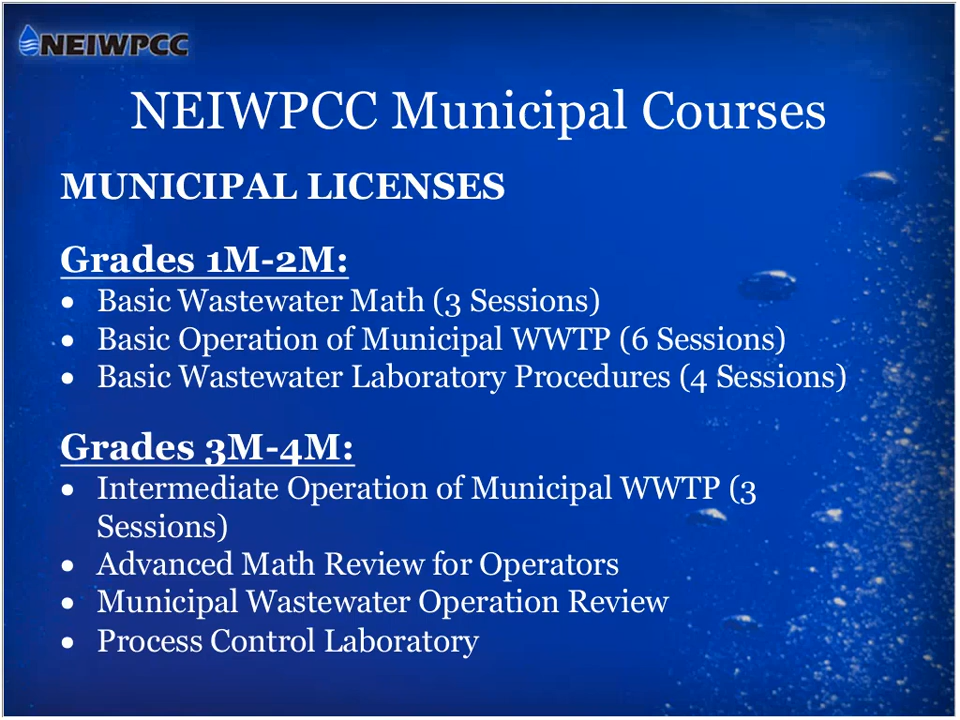 NEIWPCC
NEIWPCC Municipal Courses
MUNICIPAL LICENSES
Grades 1M-2M:
• Basic Wastewater Math (3 Sessions)
• Basic Operation of Municipal WWTP (6 Sessions)
• Basic Wastewater Laboratory Procedures (4 Sessions)
Grades 3M-4M:
• Intermediate Operation of Municipal WWTP (3
Sessions)
• Advanced Math Review for Operators
• Municipal Wastewater Operation Review
• Process Control Laboratory